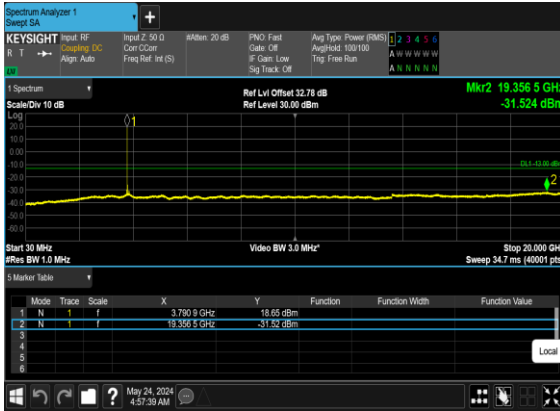 Spectrum Analyzer 1
Swept SA
+
KEYSIGHT Input: RF Input Z: 50 Ω #Atten: 20 dB PNO: Fast Avg Type: Power (RMS) 1 2 3 4 5 6
R T Coupling: DC Corr CCorr Gate: Off Avg|Hold: 100/100 A W W W W W
Align: Auto Freq Ref: Int (S) IF Gain: Low Trig: Free Run
Sig Track: Off A N N N N N
1 Spectrum
Ref Lvl Offset 32.78 dB Mkr2 19.356 5 GHz
Scale/Div 10 dB Ref Level 30.00 dBm -31.524 dBm
Log
20.0
10.0
0.00
-10.0
-20.0
-30.0
-40.0
-50.0
-60.0
1
DL1 -13.00 dBm
2
Start 30 MHz Video BW 3.0 MHz* Stop 20.000 GH
#Res BW 1.0 MHz Sweep 34.7 ms (40001 pts
5 Marker Table
Mode Trace Scale X Y Function Function Width Function Value
1 N 1 f 3.790 9 GHz 18.65 dBm
2 N 1 f 19.356 5 GHz -31.52 dBm
3
4
5
6
Local
?
May 24, 2024
4:57:39 AM